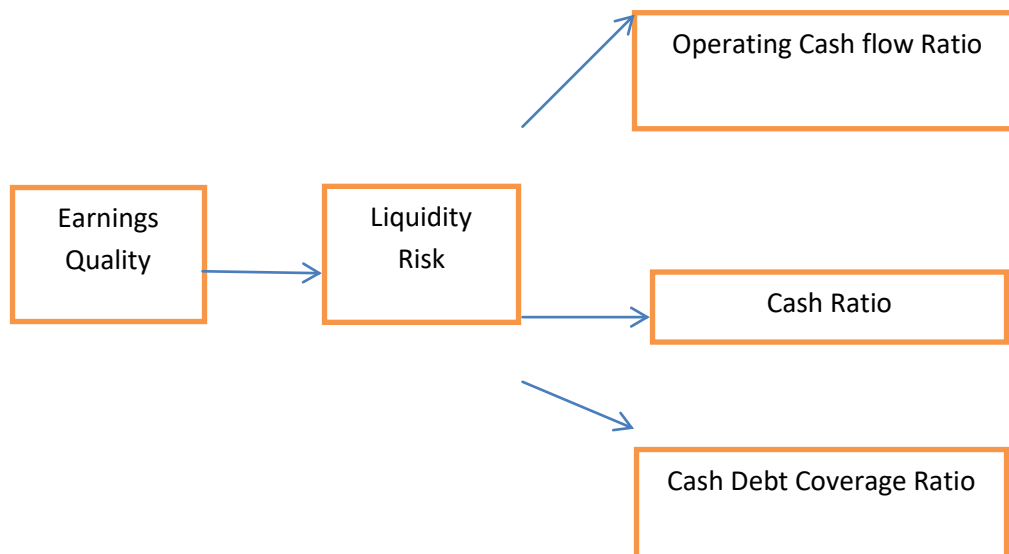 Operating Cash flow Ratio
Earnings
Quality
Liquidity
Risk
Cash Ratio
Cash Debt Coverage Ratio